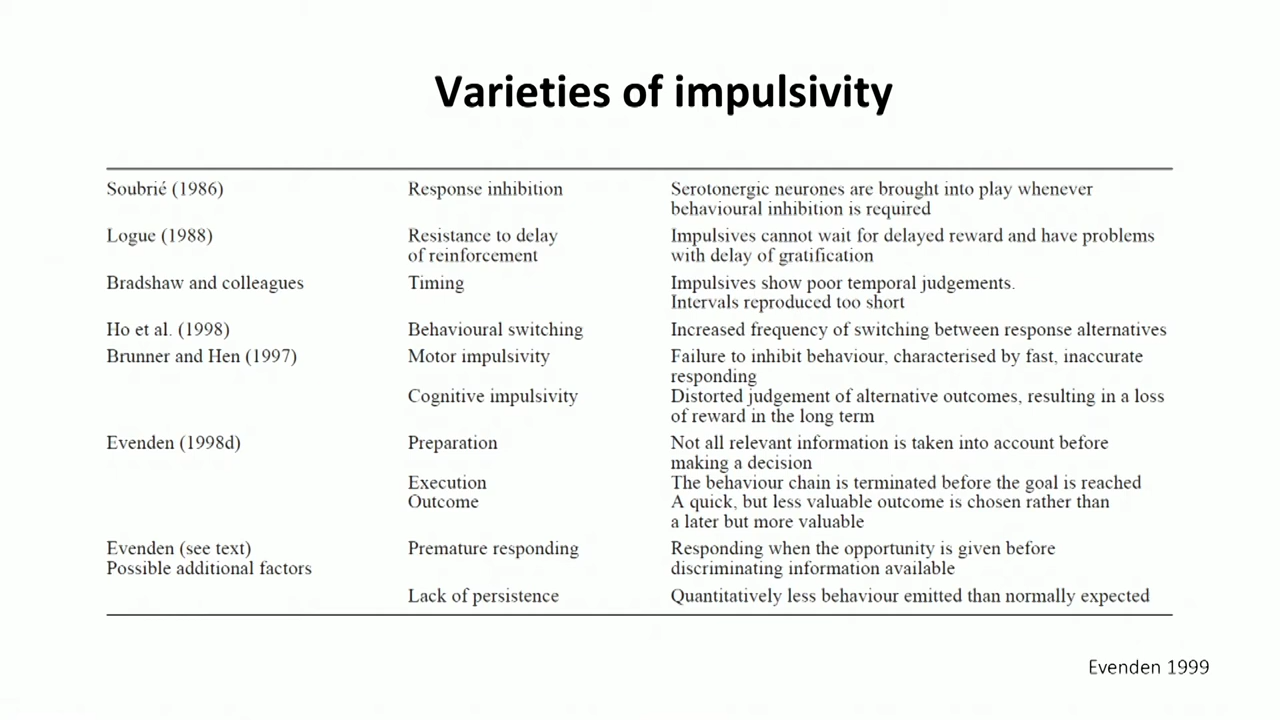 Varieties of impulsivity
Soubrié (1986) Response inhibition Serotonergic neurones are brought into play whenever
behavioural inhibition is required
Logue (1988) Resistance to delay Impulsives cannot wait for delayed reward and have problems
of reinforcement with delay of gratification
Bradshaw and colleagues Timing Impulsives show poor temporal judgements.
Intervals reproduced too short
Ho et al. (1998) Behavioural switching Increased frequency of switching between response alternatives
Brunner and Hen (1997) Motor impulsivity Failure to inhibit behaviour, characterised by fast, inaccurate
responding
Cognitive impulsivity Distorted judgement of alternative outcomes, resulting in a loss
of reward in the long term
Evenden (1998d) Preparation Not all relevant information is taken into account before
making a decision
Execution The behaviour chain is terminated before the goal is reached
Outcome A quick, but less valuable outcome is chosen rather than
a later but more valuable
Evenden (see text) Premature responding Responding when the opportunity is given before
Possible additional factors discriminating information available
Lack of persistence Quantitatively less behaviour emitted than normally expected
Evenden 1999